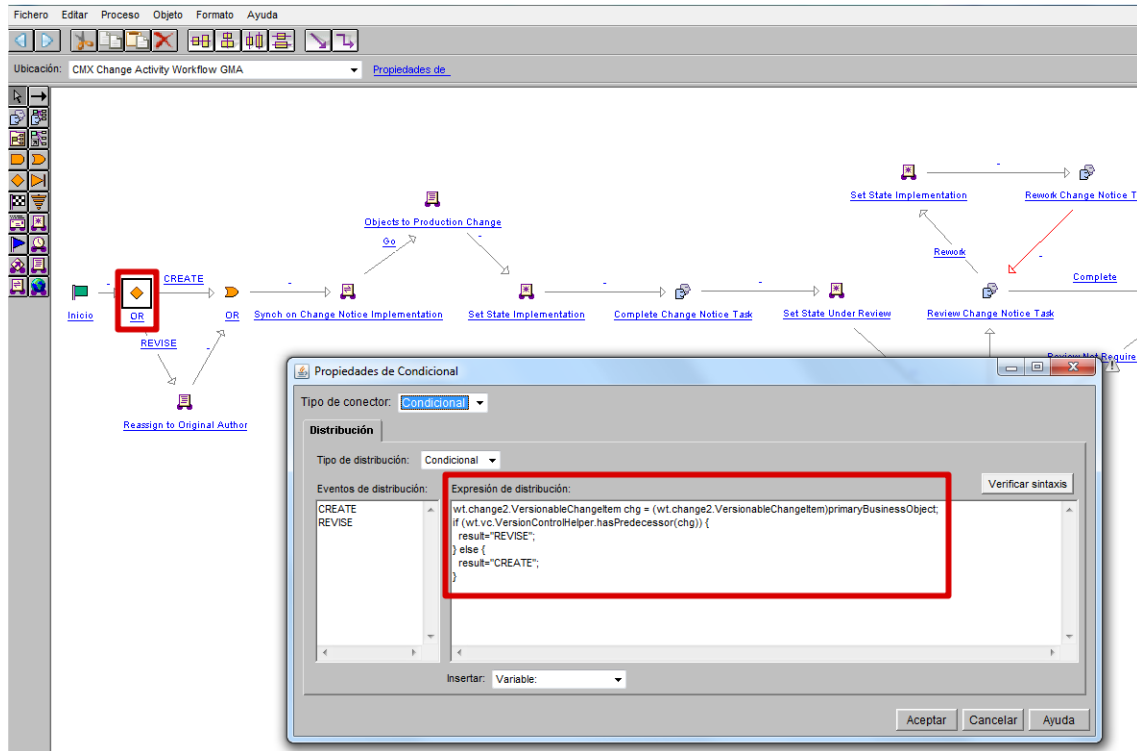 Fichero Editar Proceso Objeto Formato Ayuda
Ubicación: CMX Change Activity Workflow GMA Propiedades de
Set State Implementation Rework Change Notice T
Objects to Production Change
Go
Rework
CREATE
Complete
Inicio OR OR Synch on Change Notice Implementation Set State Implementation Complete Change Notice Task Set State Under Review Review Change Notice Task
REVISE
Review Not Require
Reassign to Original Author
Propiedades de Condicional
Tipo de conector: Condicional
Distribución
Tipo de distribución: Condicional
Verificar sintaxis
Eventos de distribución: Expresión de distribución:
CREATE
REVISE
wt.change2.VersionableChangeItem chg = (wt.change2.VersionableChangeItem)primaryBusinessObject;
if (wt.vc.VersionControlHelper.hasPredecessor(chg)) {
result="REVISE";
} else {
result="CREATE";
}
Insertar: Variable:
Aceptar Cancelar Ayuda